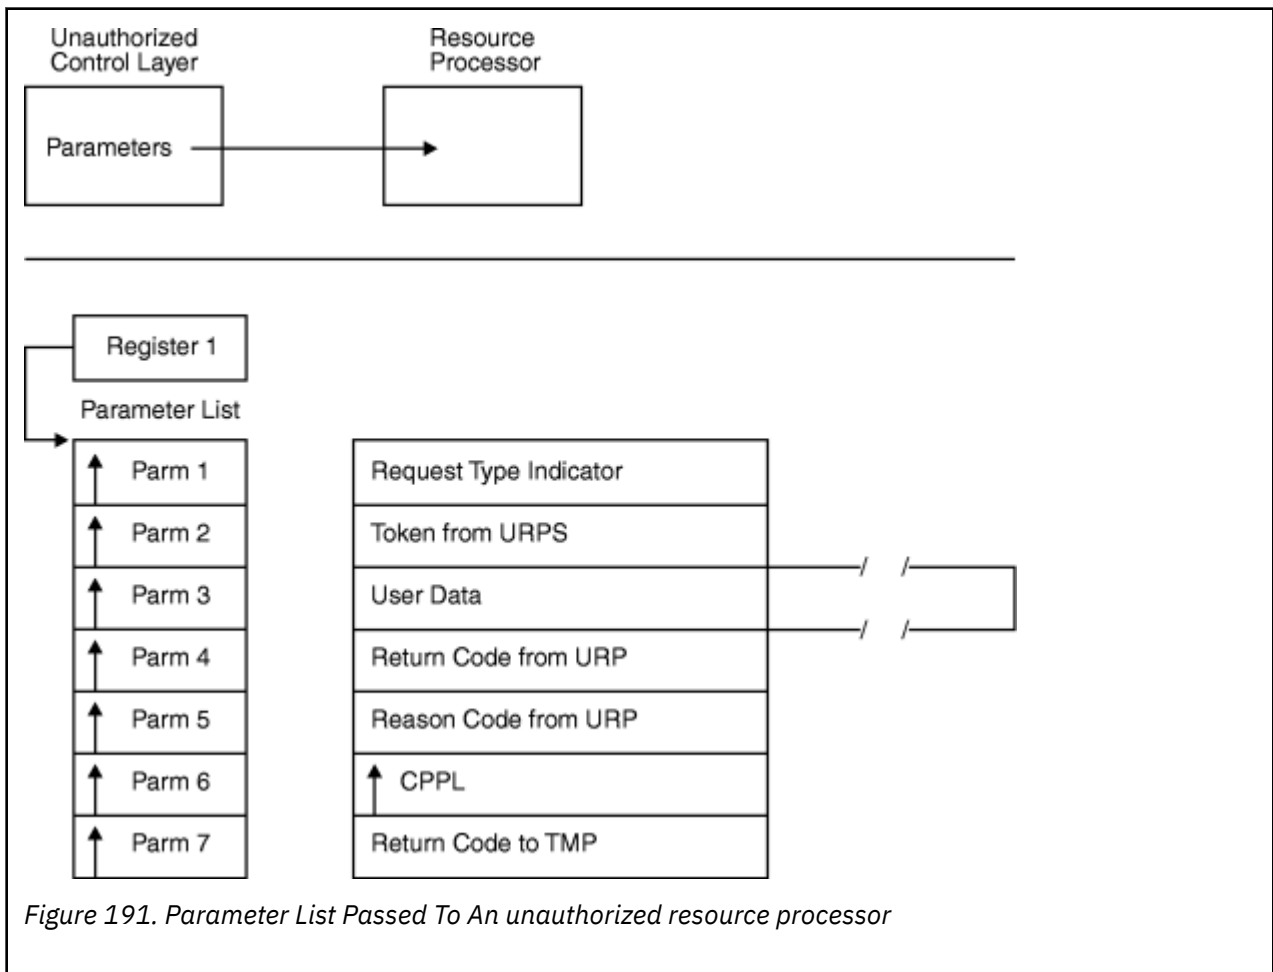 Unauthorized
Control Layer
Resource
Processor
Parameters
Register 1
Parameter List
Parm 1
Request Type Indicator
Parm 2
Token from URPS
Parm 3
User Data
Parm 4
Return Code from URP
Parm 5
Reason Code from URP
Parm 6
CPPL
Parm 7
Return Code to TMP
Figure 191. Parameter List Passed To An unauthorized resource processor